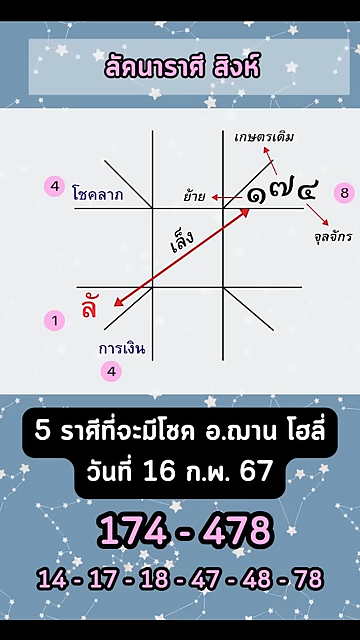 ลัคนาราศี สิงห์
เกษตรเดิม
4
โชคลาภ
ย้าย
๑๗๔
8
จุลจักร
เล็ง
ลั
1
การเงิน
4
5 ราศีที่จะมีโชค อ.ฌาน โฮลี่
วันที่ 16 ก.พ. 67
174 - 478
14 - 17 - 18 - 47 - 48 - 78